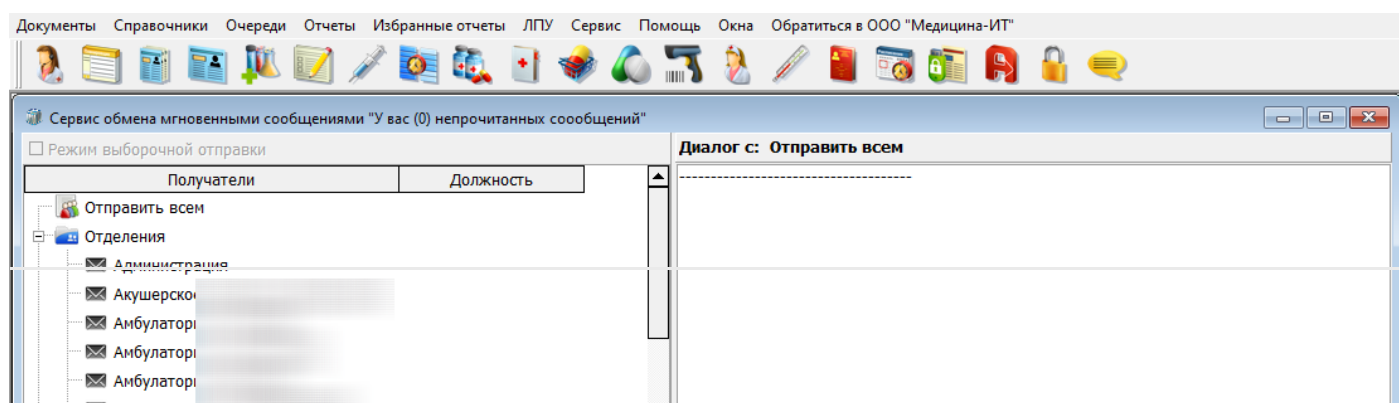 Документы Справочники Очереди Отчеты Избранные отчеты ЛПУ Сервис Помощь Окна Обратиться в ООО "Медицина-ИТ"
Сервис обмена мгновенными сообщениями "У вас (0) непрочитанных соообщений"
Режим выборочной отправки
Диалог с: Отправить всем
Получатели Должность
--------------------------------------
Отправить всем
Отделения
Администрация